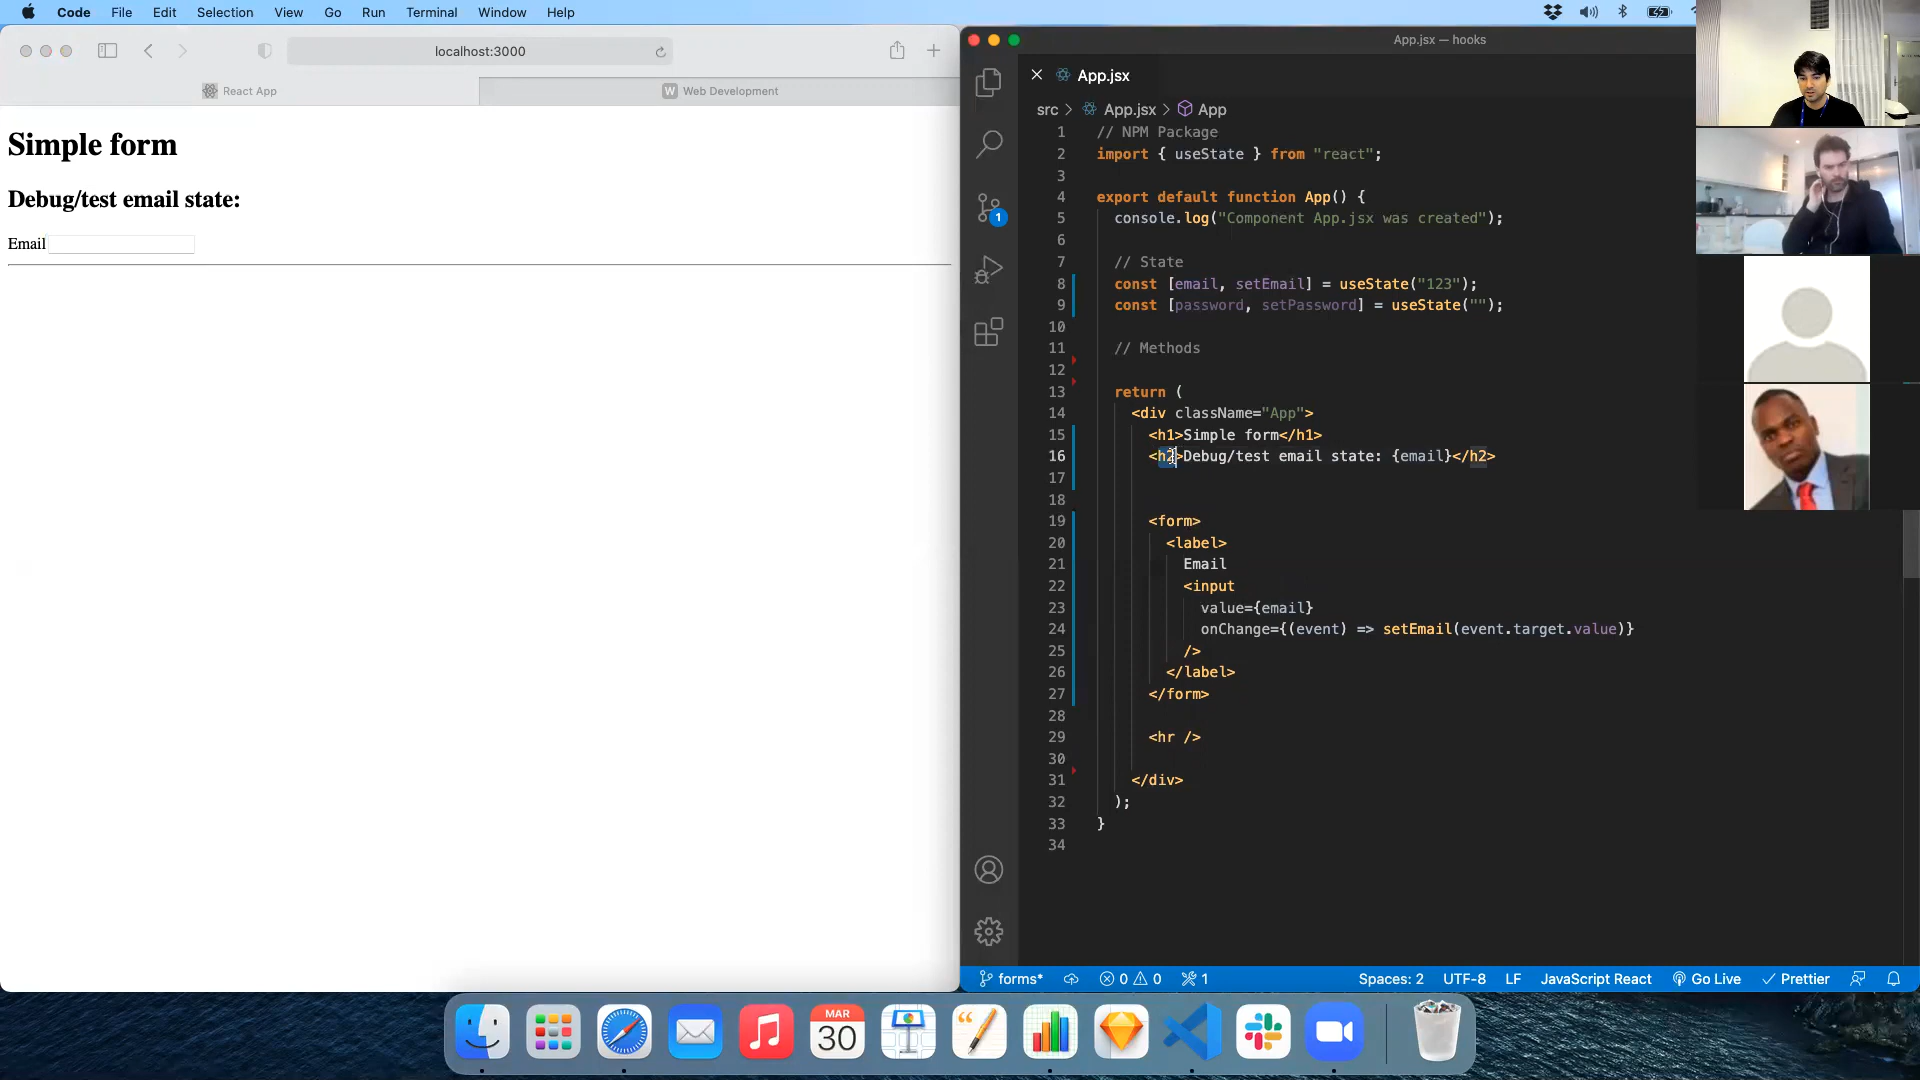 Code File Edit Selection View Go Run Terminal Window Help
localhost:3000
React App
W Web Development
Simple form
Debug/test email state:
Email
App.jsx — hooks
App.jsx
src > App.jsx > App
1 // NPM Package
2 import { useState } from "react";
3
4 export default function App() {
5 console.log("Component App.jsx was created");
6
7 // State
8 const [email, setEmail] = useState("123");
9 const [password, setPassword] = useState("");
10
11 // Methods
12
13 return (
14 <div className="App">
15 <h1>Simple form</h1>
16 <h2>Debug/test email state: {email}</h2>
17
18
19 <form>
20 <label>
21 Email
22 <input
23 value={email}
24 onChange={(event) => setEmail(event.target.value)}
25 />
26 </label>
27 </form>
28
29 <hr />
30
31 </div>
32 );
33 }
34
1
forms* 0 0 1 Spaces: 2 UTF-8 LF JavaScript React Go Live Prettier
MAR
30